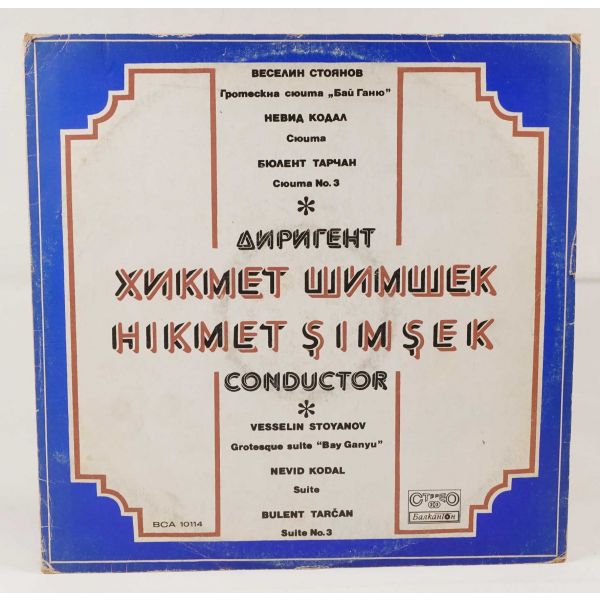 ВЕСЕЛИН СТОЯНОВ
Гротескна сюита „Бай Ганю"
НЕВИД КОДАЛ
Сюита
БЮЛЕНТ ТАРЧАН
Сюита No. 3
*
ДИРИГЕНТ
ХИКМЕТ ШИМШЕК
HIKMET ŞIMŞEK
CONDUCTOR
*
VESSELIN STOYANOV
Grotesque suite "Bay Ganyu"
NEVID KODAL
Suite
BULENT TARČAN
Suite No. 3
ВСА 10114
СТЕРЕО
Балкантон